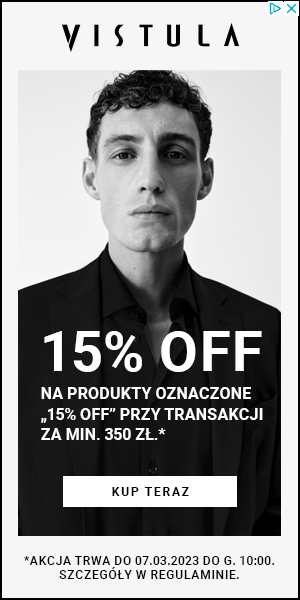 VISTULA
15% OFF
NA PRODUKTY OZNACZONE
„15% OFF” PRZY TRANSAKCJI
ZA MIN. 350 ZŁ.*
KUP TERAZ
*AKCJA TRWA DO 07.03.2023 DO G. 10:00.
SZCZEGÓŁY W REGULAMINIE.